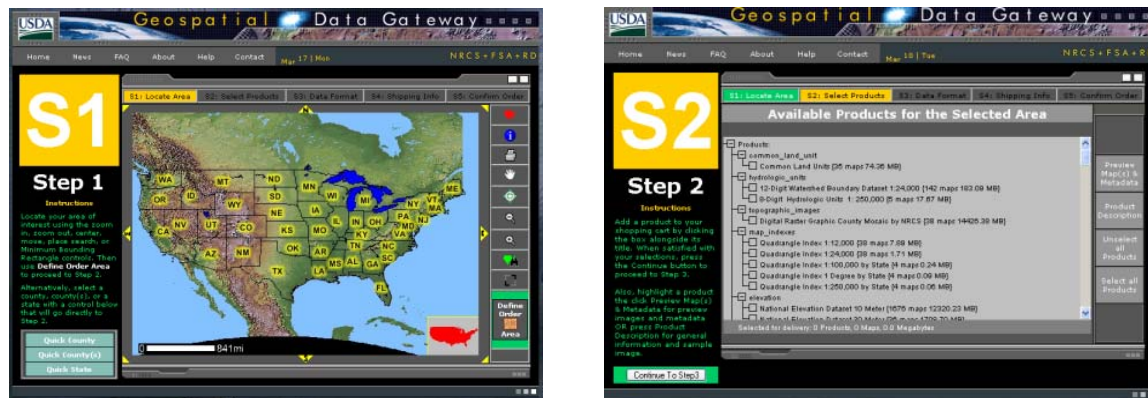 USDA
Geospatial Data Gateway
Home News FAQ About Help Contact Mar 17 | Mon NRCS+FSA+RD
S1: Locate Area S2: Select Products S3: Data Format S4: Shipping Info S5: Confirm Order
S1
Step 1
Instructions
Locate your area of
interest using the zoom
in, zoom out, center,
move, place search, or
Minimum Bounding
Rectangle controls. Then
use Define Order Area
to proceed to Step 2.
Alternatively, select a
county, county(s), or a
state with a control below
that will go directly to
Step 2.
Quick County
Quick County(s)
Quick State
WA MT ND MN ME
OR ID WY SD WI MI NY VT
NV UT CO NE IA IL IN OH PA NJ MA
CA KS MO KY VA MD
AZ NM OK AR TN NC
TX LA MS AL GA SC
FL
0 841mi
Define
Order
Area
USDA
Geospatial Data Gateway
Home News FAQ About Help Contact Mar 10 | Tue NRCS+FSA+R
S1: Locate Area S2: Select Products S3: Data Format S4: Shipping Info S5: Confirm Order
S2
Step 2
Instructions
Add a product to your
shopping cart by clicking
the box alongside its
title. When satisfied with
your selections, press
the Continue button to
proceed to Step 3.
Also, highlight a product
the click Preview Map(s)
& Metadata for preview
images and metadata
OR press Product
Description for general
information and sample
image.
Continue To Step3
Available Products for the Selected Area
Products:
common_land_unit
Common Land Units [35 maps 74.36 MB]
hydrologic_units
12-Digit Watershed Boundary Dataset 1:24,000 [142 maps 183.09 MB]
8-Digit Hydrologic Units 1: 250,000 [5 maps 17.67 MB]
topographic_images
Digital Raster Graphic County Mosaic by NRCS [38 maps 14426.38 MB]
map_indexes
Quadrangle Index 1:12,000 [38 maps 7.98 MB]
Quadrangle Index 1:24,000 [38 maps 1.71 MB]
Quadrangle Index 1:100,000 by State [4 maps 0.24 MB]
Quadrangle Index 1 Degree by State [4 maps 0.09 MB]
Quadrangle Index 1:250,000 by State [4 maps 0.06 MB]
elevation
National Elevation Dataset 10 Meter [1676 maps 12320.23 MB]
National Elevation Dataset 30 Meter
Selected for delivery: 0 Products, 0 Maps, 0.0 Megabytes
Preview
Map(s) &
Metadata
Product
Description
Unselect
all
Products
Select all
Products